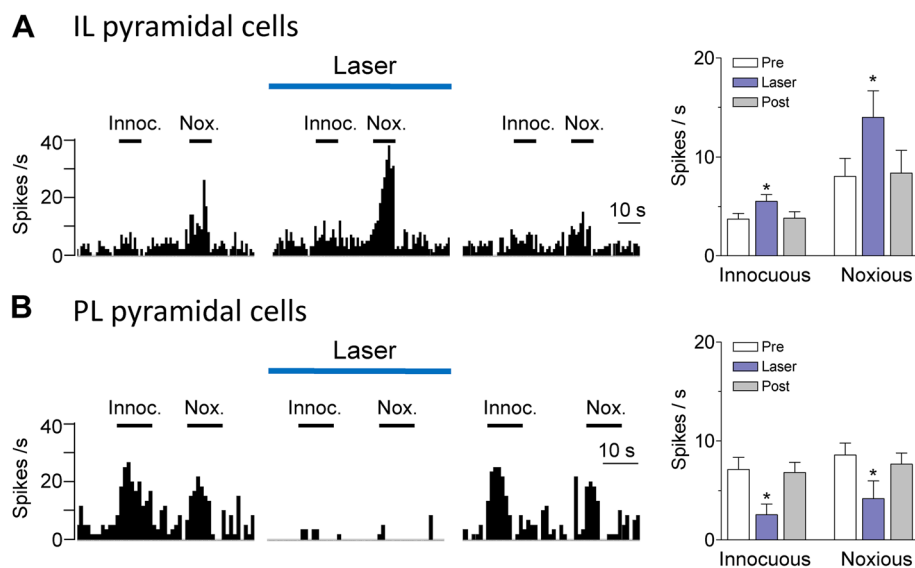 A IL pyramidal cells
Laser
Innoc. Nox. Innoc. Nox. Innoc. Nox.
Spikes /s
40
20
0
10 s
Spikes / s
20
10
0
Pre
Laser
Post
* *
Innocuous Noxious
B PL pyramidal cells
Laser
Innoc. Nox. Innoc. Nox. Innoc. Nox.
Spikes /s
40
20
0
10 s
Spikes / s
20
10
0
Pre
Laser
Post
* *
Innocuous Noxious